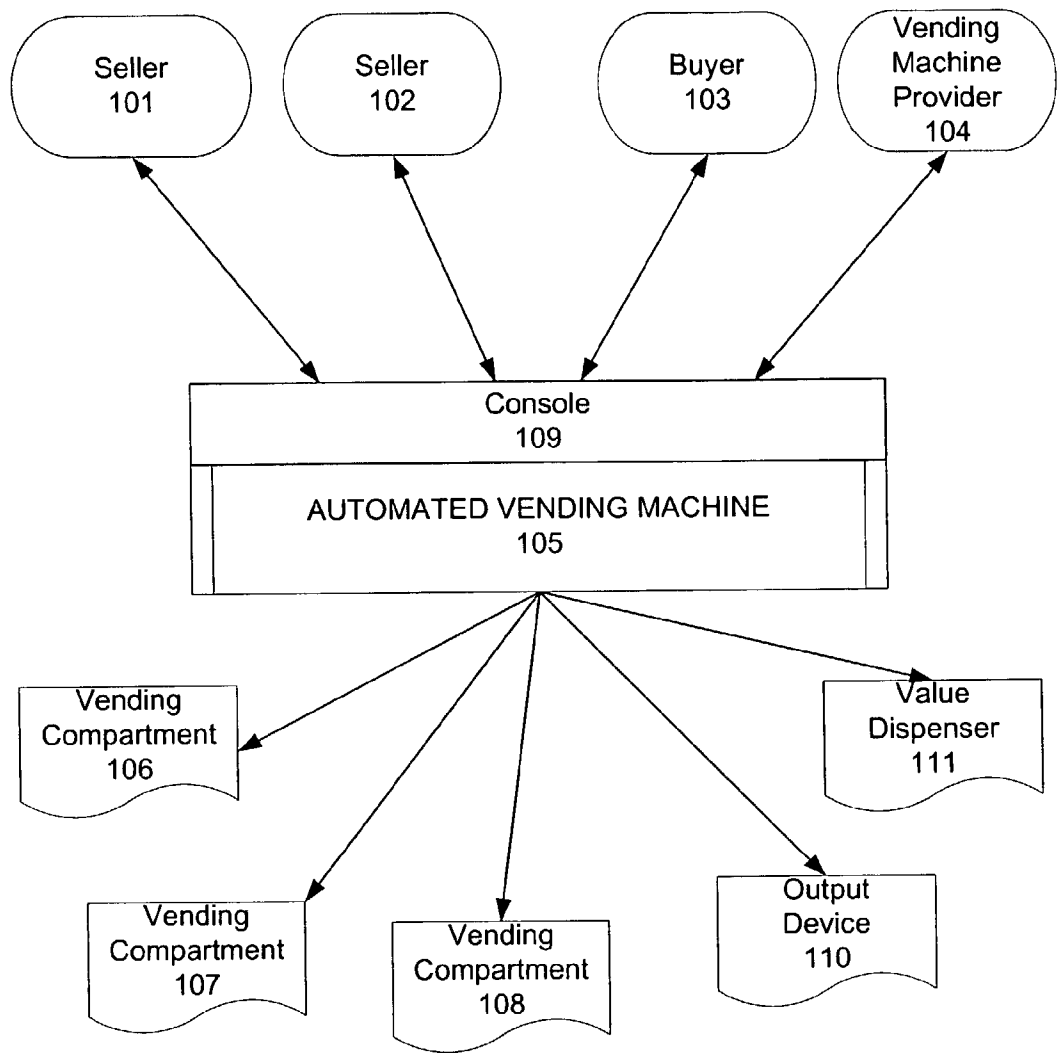 Seller
101
Seller
102
Buyer
103
Vending
Machine
Provider
104
Console
109
AUTOMATED VENDING MACHINE
105
Vending
Compartment
106
Value
Dispenser
111
Vending
Compartment
107
Vending
Compartment
108
Output
Device
110